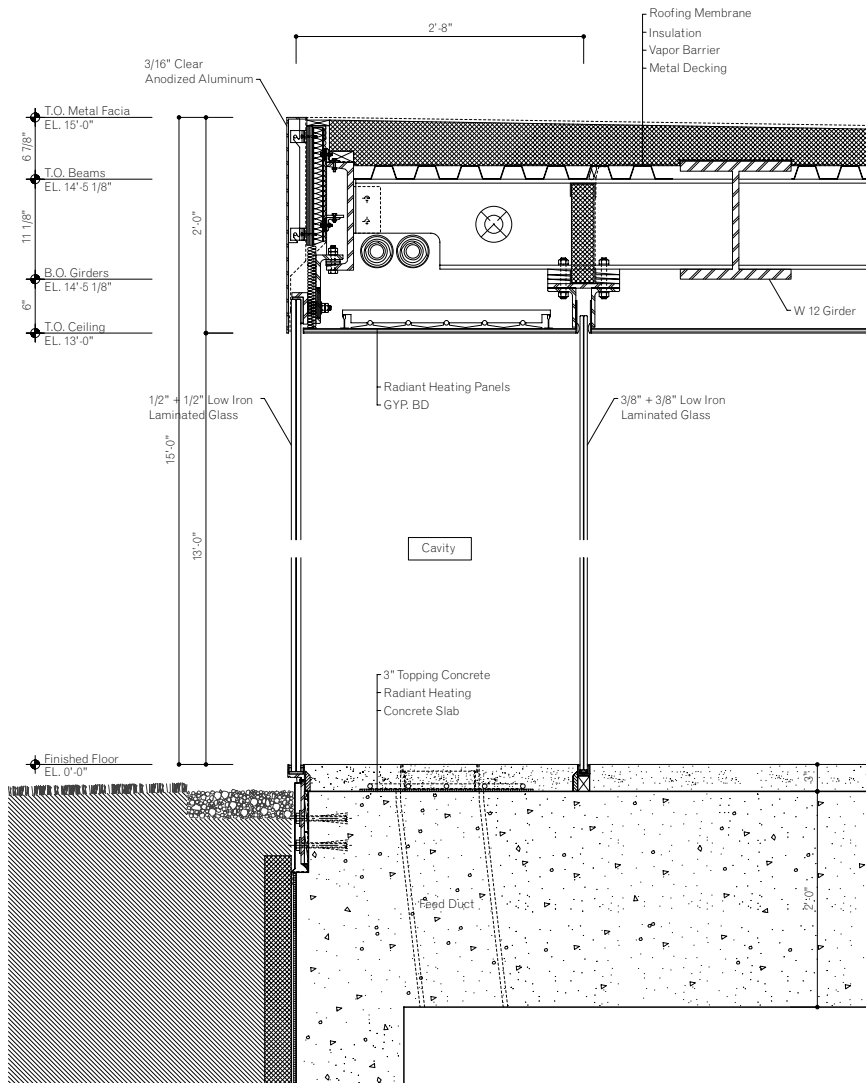 2'-8"
Roofing Membrane
Insulation
Vapor Barrier
Metal Decking
3/16" Clear
Anodized Aluminum
T.O. Metal Facia
EL. 15'-0"
6 7/8"
T.O. Beams
EL. 14'-5 1/8"
11 1/8"
2'-0"
B.O. Girders
EL. 14'-5 1/8"
6"
T.O. Ceiling
EL. 13'-0"
W 12 Girder
Radiant Heating Panels
GYP. BD
1/2" + 1/2" Low Iron
Laminated Glass
3/8" + 3/8" Low Iron
Laminated Glass
15'-0"
13'-0"
Cavity
3" Topping Concrete
Radiant Heating
Concrete Slab
Finished Floor
EL. 0'-0"
3"
Feed Duct
2'-0"